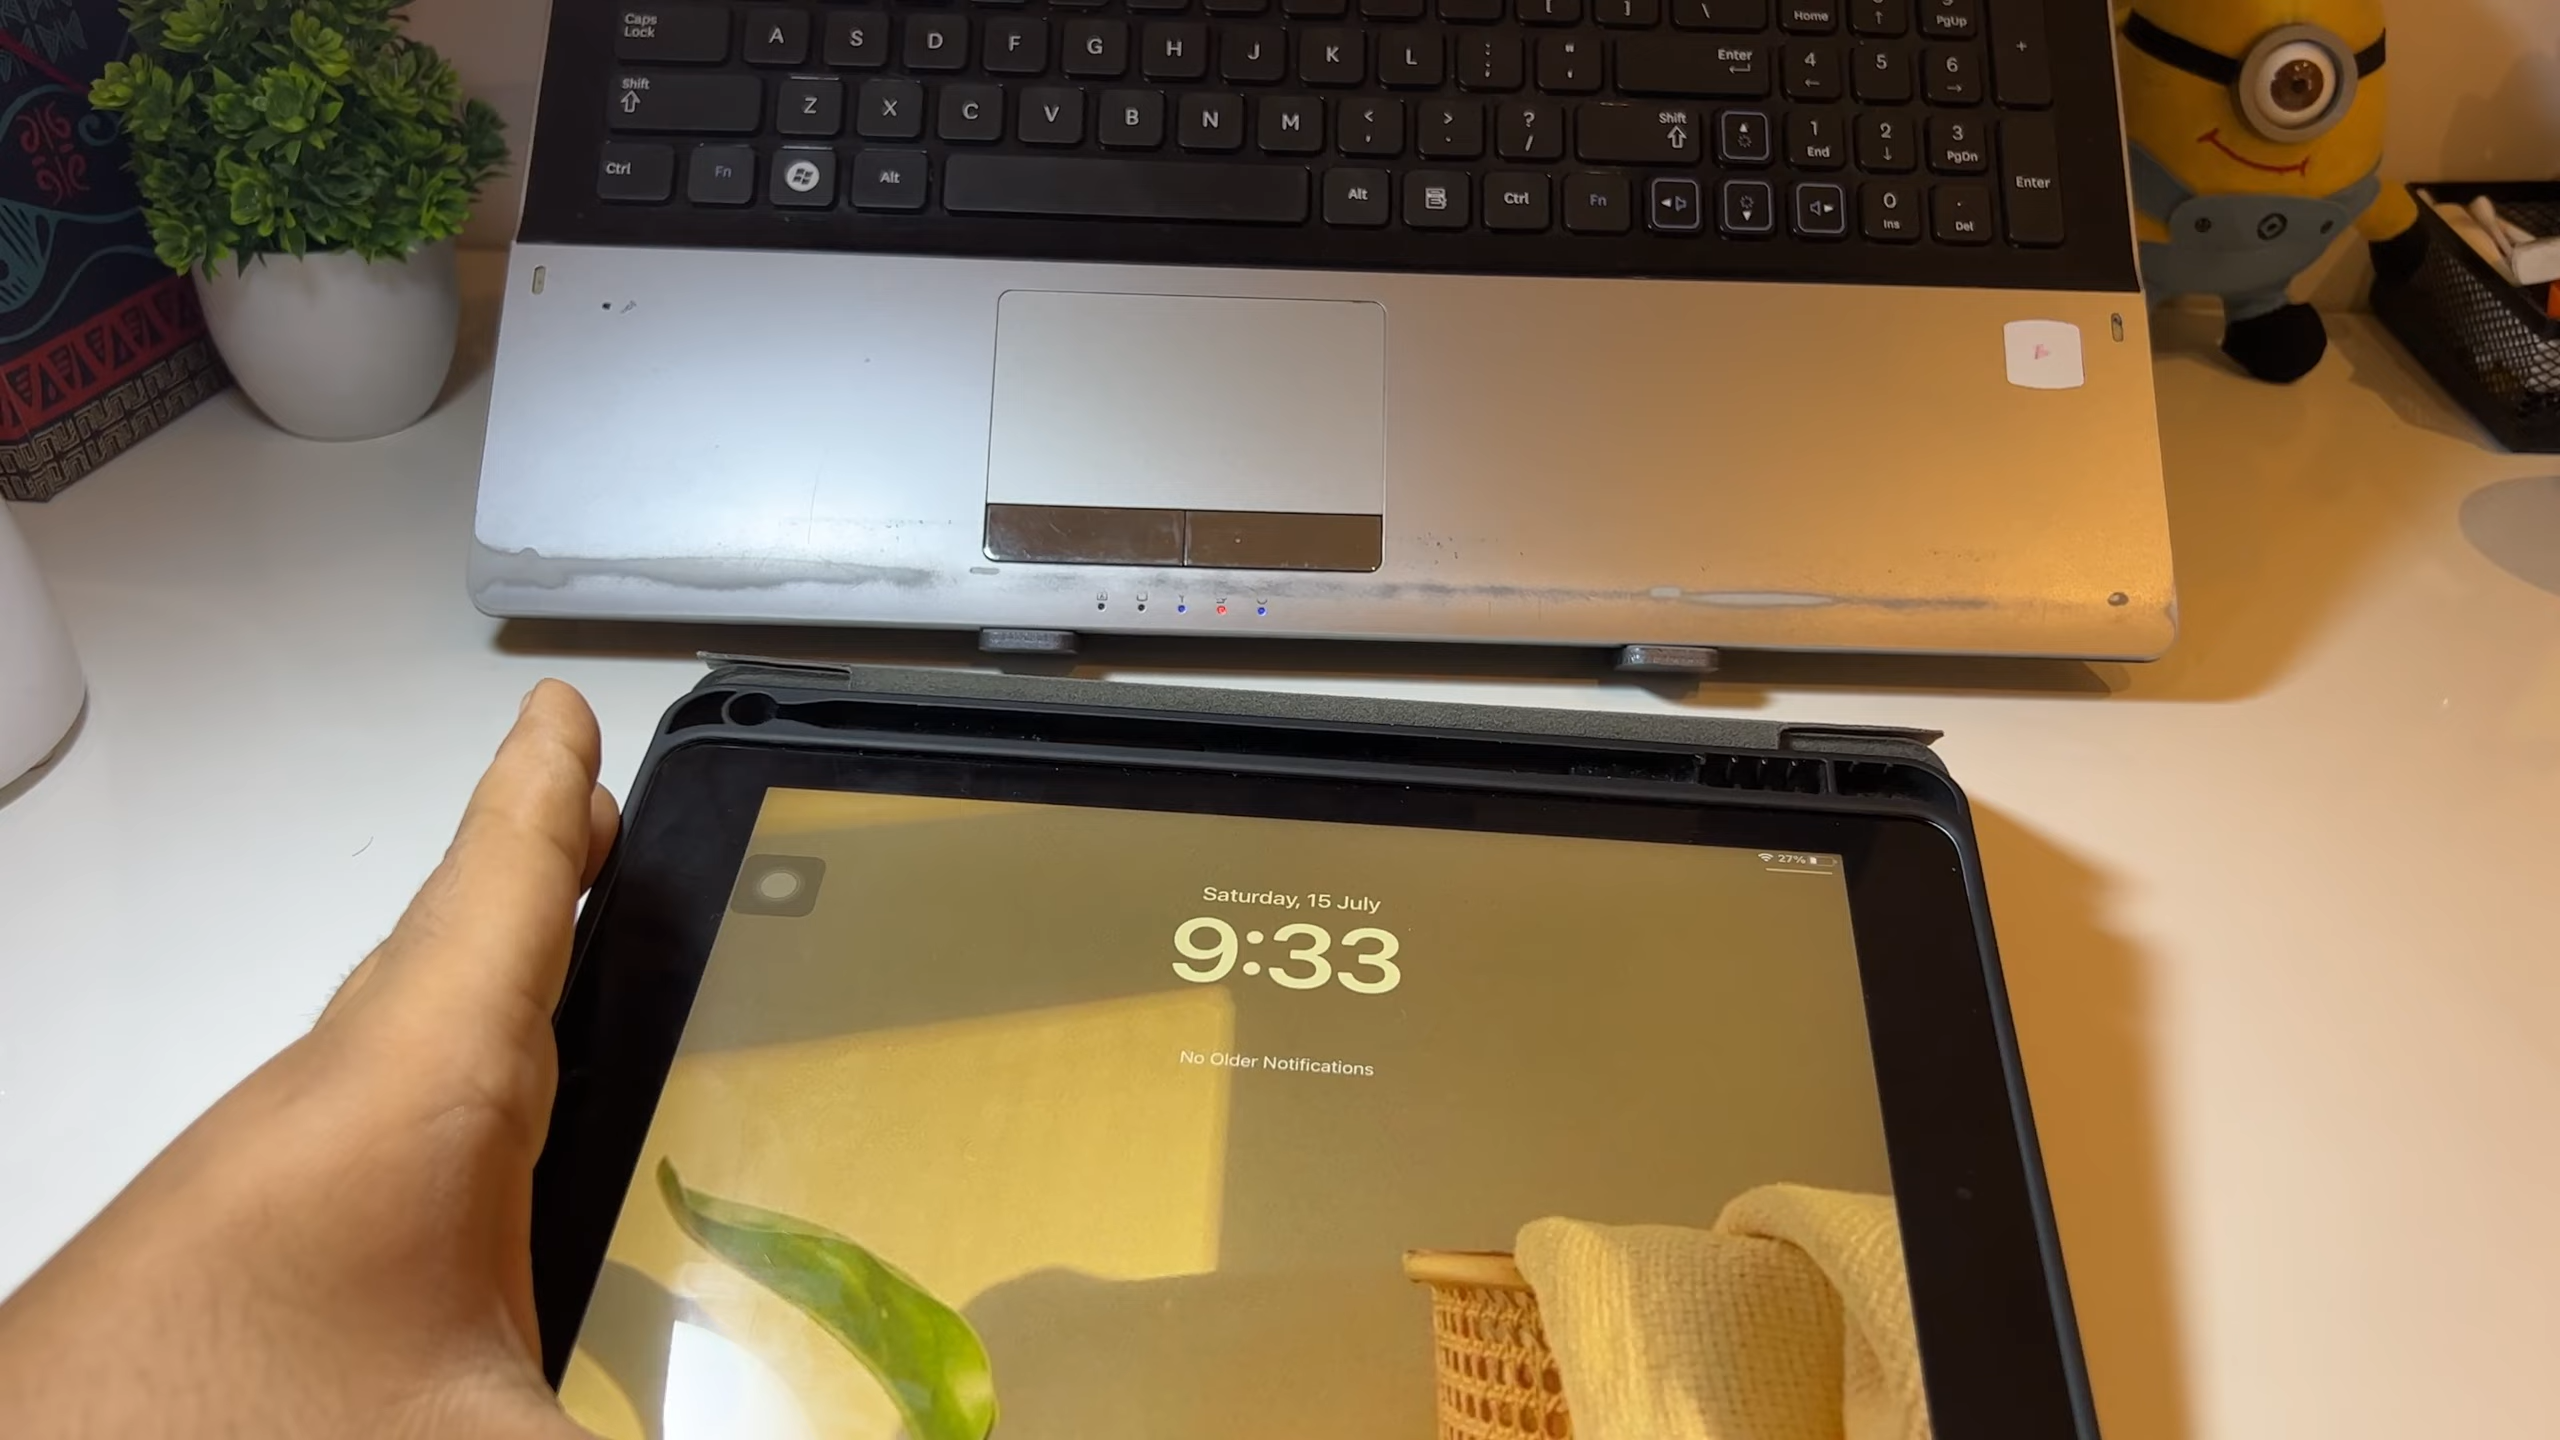 Caps Lock A S D F G H J K L : ; " ' Enter 4 5 6 +
[ ] \ Home PgUp
Shift Z X C V B N M < , > . ? / Shift 1 End 2 3 PgDn
Ctrl Fn Alt Alt Ctrl Fn 0 Ins . Del Enter
27%
Saturday, 15 July
9:33
No Older Notifications